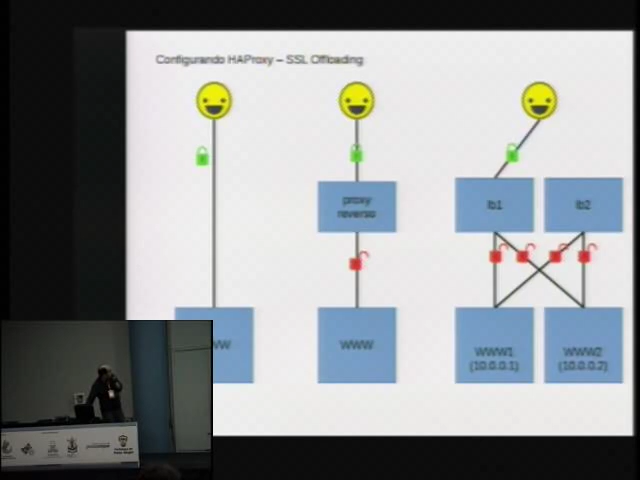 Configurando HAProxy – SSL Offloading
proxy
reverso
lb1
lb2
WW
WWW
WWW1
(10.0.0.1)
WWW2
(10.0.0.2)